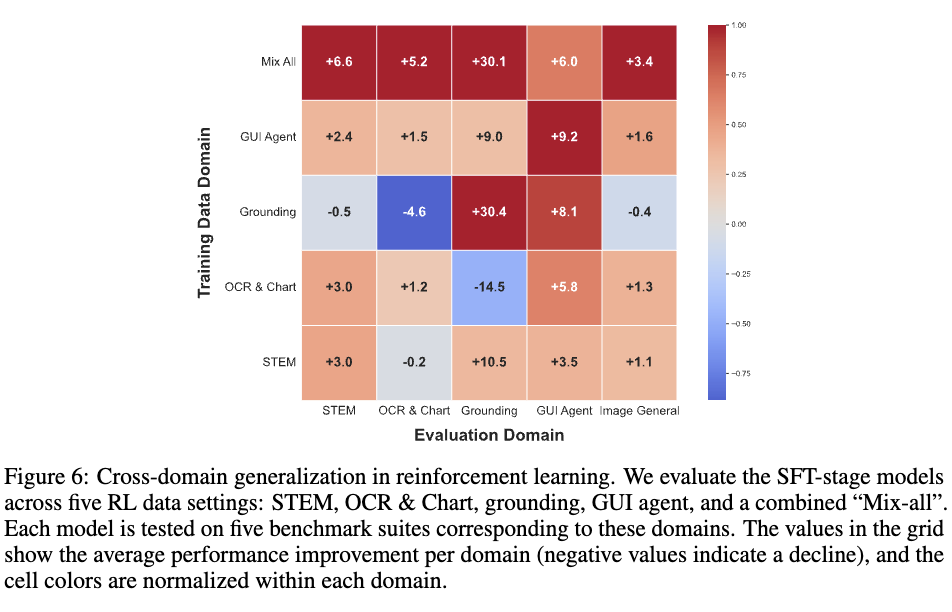 1.00
Mix All +6.6 +5.2 +30.1 +6.0 +3.4
0.75
GUI Agent +2.4 +1.5 +9.0 +9.2 +1.6
0.50
0.25
Grounding -0.5 -4.6 +30.4 +8.1 -0.4
0.00
−0.25
OCR & Chart +3.0 +1.2 -14.5 +5.8 +1.3
−0.50
STEM +3.0 -0.2 +10.5 +3.5 +1.1
−0.75
Training Data Domain
STEM OCR & Chart Grounding GUI Agent Image General
Evaluation Domain
Figure 6: Cross-domain generalization in reinforcement learning. We evaluate the SFT-stage models
across five RL data settings: STEM, OCR & Chart, grounding, GUI agent, and a combined “Mix-all”.
Each model is tested on five benchmark suites corresponding to these domains. The values in the grid
show the average performance improvement per domain (negative values indicate a decline), and the
cell colors are normalized within each domain.